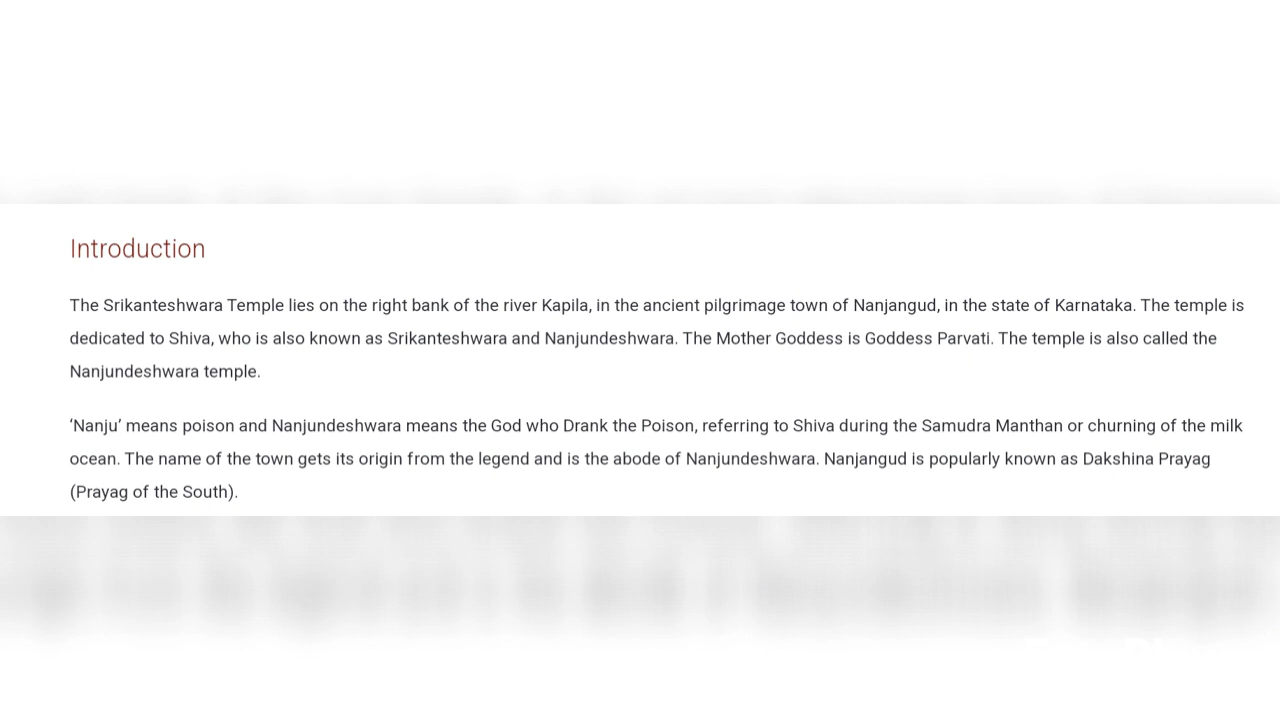 Introduction
The Srikanteshwara Temple lies on the right bank of the river Kapila, in the ancient pilgrimage town of Nanjangud, in the state of Karnataka. The temple is
dedicated to Shiva, who is also known as Srikanteshwara and Nanjundeshwara. The Mother Goddess is Goddess Parvati. The temple is also called the
Nanjundeshwara temple.
‘Nanju’ means poison and Nanjundeshwara means the God who Drank the Poison, referring to Shiva during the Samudra Manthan or churning of the milk
ocean. The name of the town gets its origin from the legend and is the abode of Nanjundeshwara. Nanjangud is popularly known as Dakshina Prayag
(Prayag of the South).